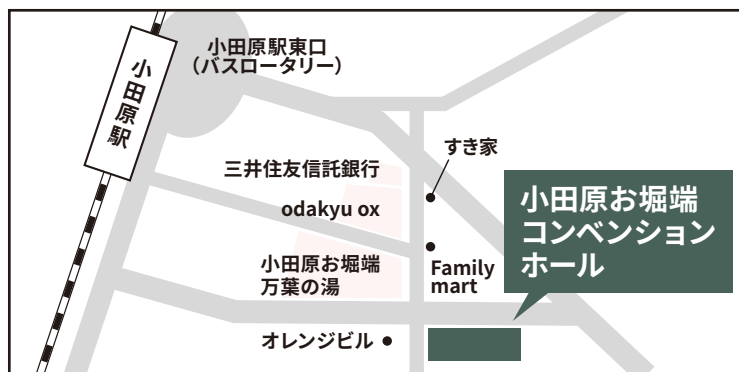 小田原駅東口
（バスロータリー）
小田原駅
すき家
三井住友信託銀行
odakyu ox
小田原お堀端
コンベンション
ホール
小田原お堀端
万葉の湯
Family
mart
オレンジビル